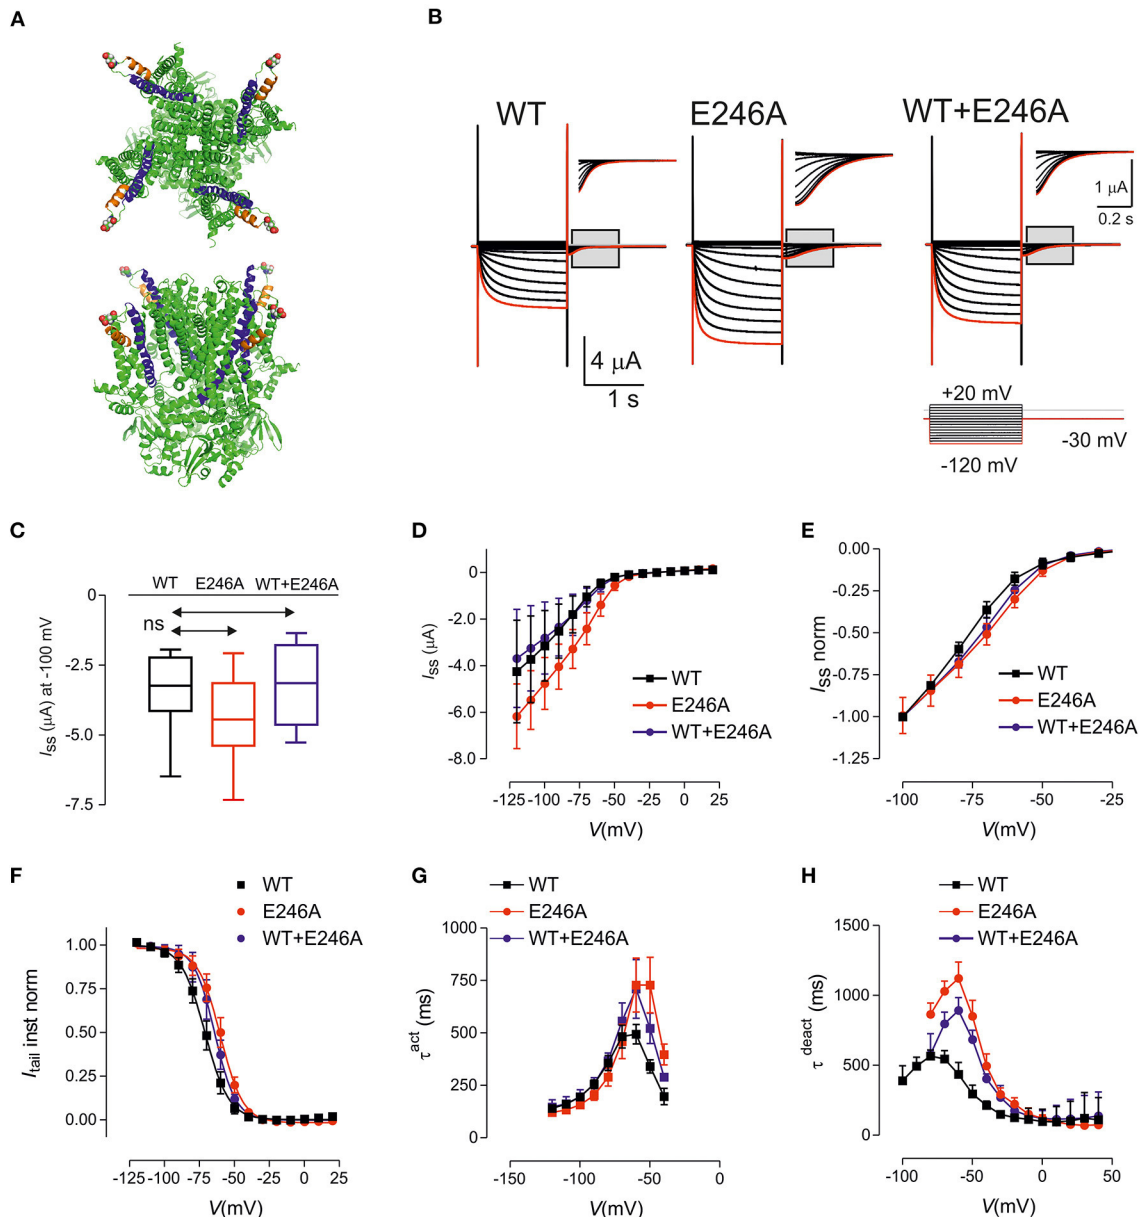 A
B
WT
E246A
WT+E246A
1 μA
0.2 s
4 μA
1 s
+20 mV
-30 mV
-120 mV
C
WT
E246A
WT+E246A
ns
0
-2.5
-5.0
-7.5
Iss (μA) at -100 mV
D
0
-2.0
-4.0
-6.0
-8.0
Iss (μA)
WT
E246A
WT+E246A
-125
-100
-75
-50
-25
0
25
V(mV)
E
0.00
-0.25
-0.50
-0.75
-1.00
-1.25
ISS norm
WT
E246A
WT+E246A
-100
-75
-50
-25
V(mV)
F
WT
E246A
WT+E246A
1.00
0.75
0.50
0.25
0.00
Itail inst norm
-125
-100
-75
-50
-25
0
25
V(mV)
G
WT
E246A
WT+E246A
1000
750
500
250
0
τact (ms)
-150
-100
-50
0
V(mV)
H
WT
E246A
WT+E246A
1500
1000
500
0
τdeact (ms)
-100
-50
0
50
V(mV)